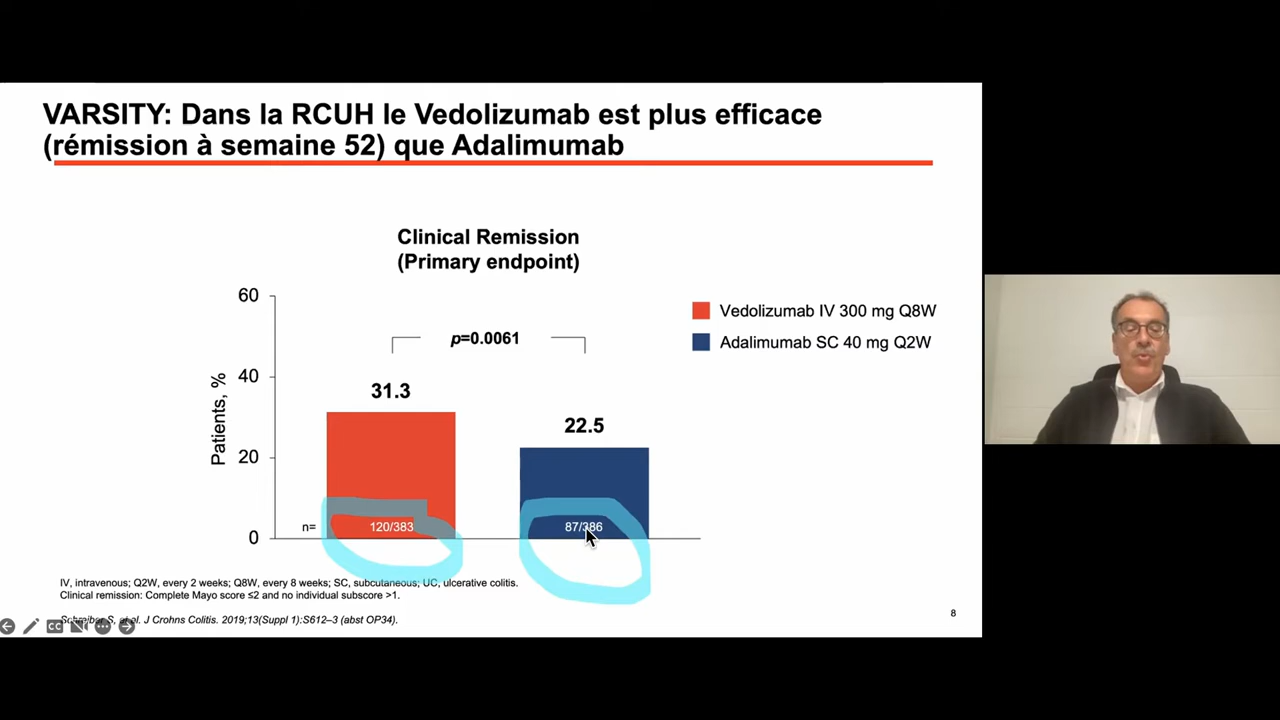 VARSITY: Dans la RCUH le Vedolizumab est plus efficace
(rémission à semaine 52) que Adalimumab
Clinical Remission
(Primary endpoint)
Vedolizumab IV 300 mg Q8W
Adalimumab SC 40 mg Q2W
p=0.0061
Patients, %
60
40
20
0
31.3
22.5
n=
120/383
87/386
IV, intravenous; Q2W, every 2 weeks; Q8W, every 8 weeks; SC, subcutaneous; UC, ulcerative colitis.
Clinical remission: Complete Mayo score ≤2 and no individual subscore >1.
Schreiber S, et al. J Crohns Colitis. 2019;13(Suppl 1):S612–3 (abst OP34).
CC
8